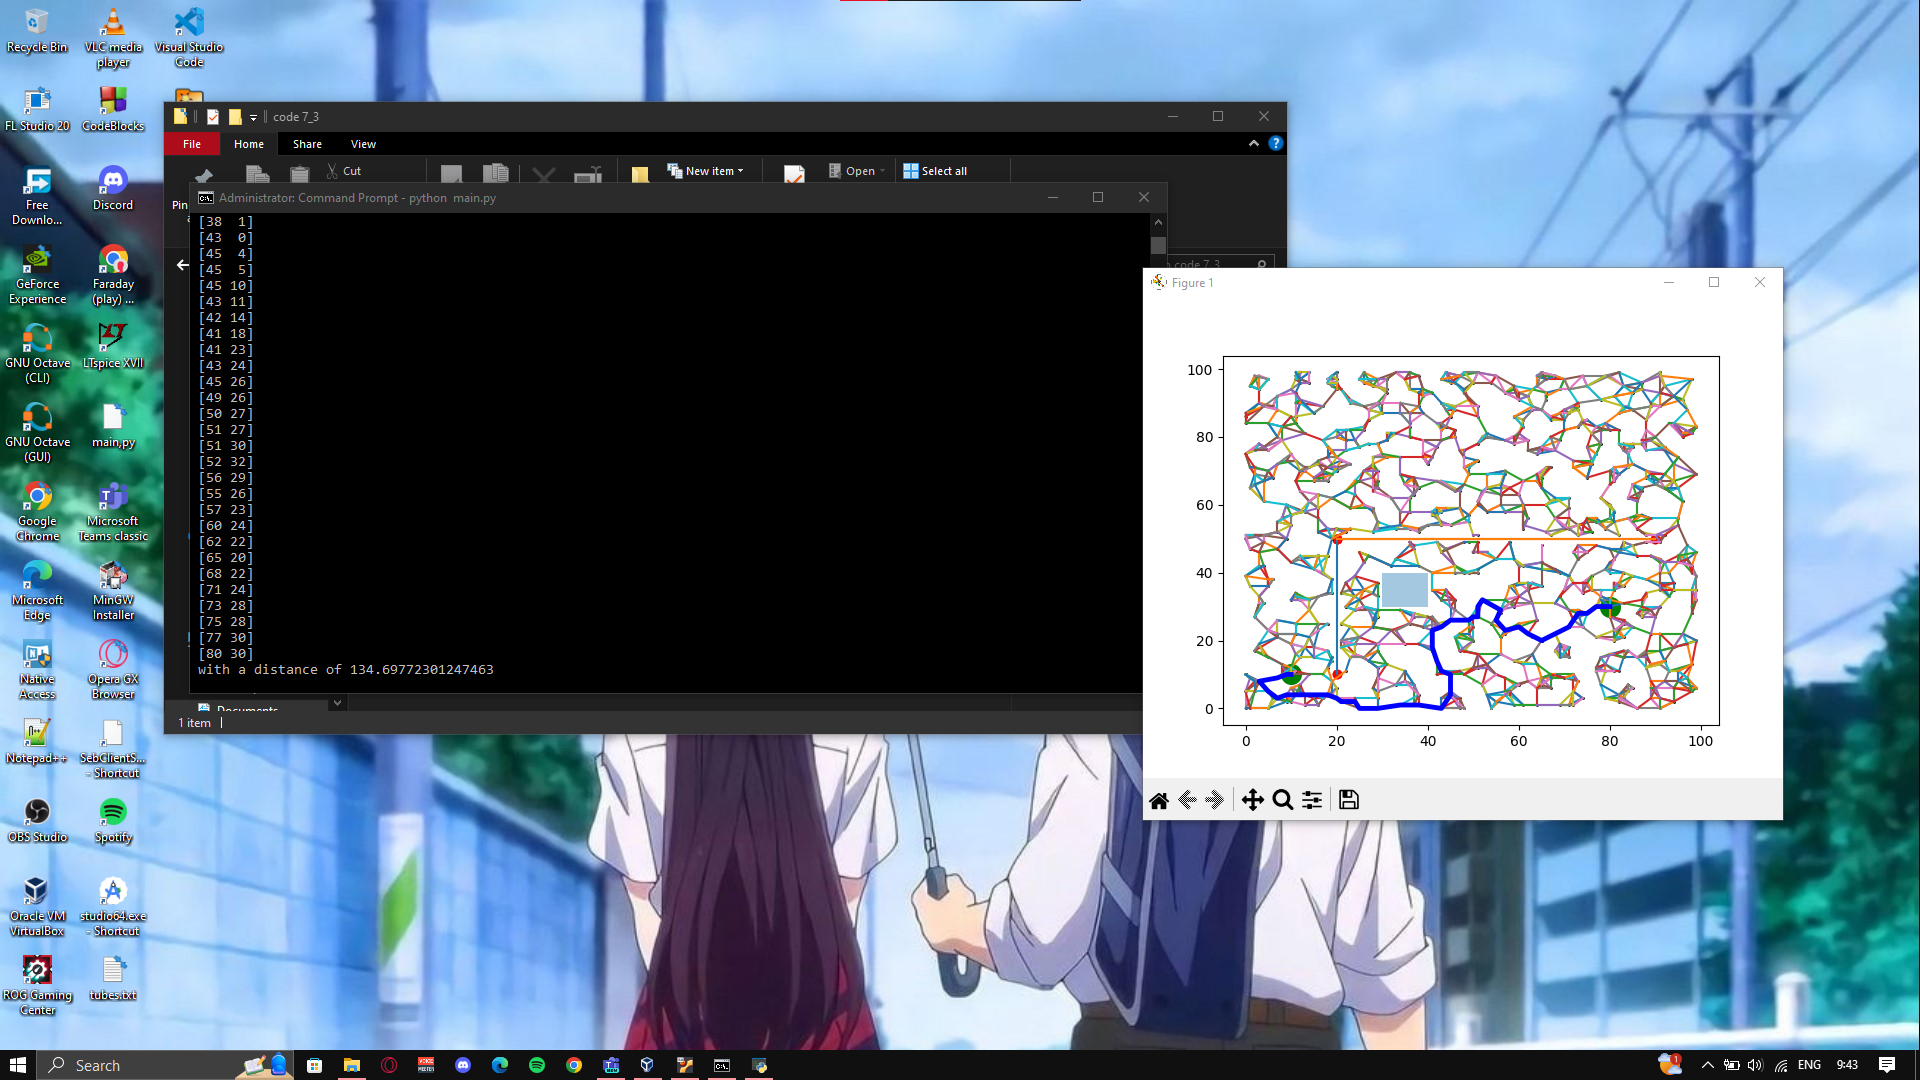 Recycle Bin
VLC media
player
Visual Studio
Code
FL Studio 20
CodeBlocks
Free
Downlo...
Discord
GeForce
Experience
Faraday
(play) ...
GNU Octave
(CLI)
LTspice XVII
GNU Octave
(GUI)
main.py
Google
Chrome
Microsoft
Teams classic
Microsoft
Edge
MinGW
Installer
Native
Access
Opera GX
Browser
Notepad++
SebClientS...
- Shortcut
OBS Studio
Spotify
Oracle VM
VirtualBox
studio64.exe
- Shortcut
ROG Gaming
Center
tubes.txt
code 7_3
File
Home
Share
View
Cut
New item
Open
Select all
Pin
code 7_3
Administrator: Command Prompt - python  main.py
[38  1]
[43  0]
[45  4]
[45  5]
[45 10]
[43 11]
[42 14]
[41 18]
[41 23]
[43 24]
[45 26]
[49 26]
[50 27]
[51 27]
[51 30]
[52 32]
[56 29]
[55 26]
[57 23]
[60 24]
[62 22]
[65 20]
[68 22]
[71 24]
[73 28]
[75 28]
[77 30]
[80 30]
with a distance of 134.69772301247463
Documents
1 item
Figure 1
100
80
60
40
20
0
0 20 40 60 80 100
Search
ENG
9:43